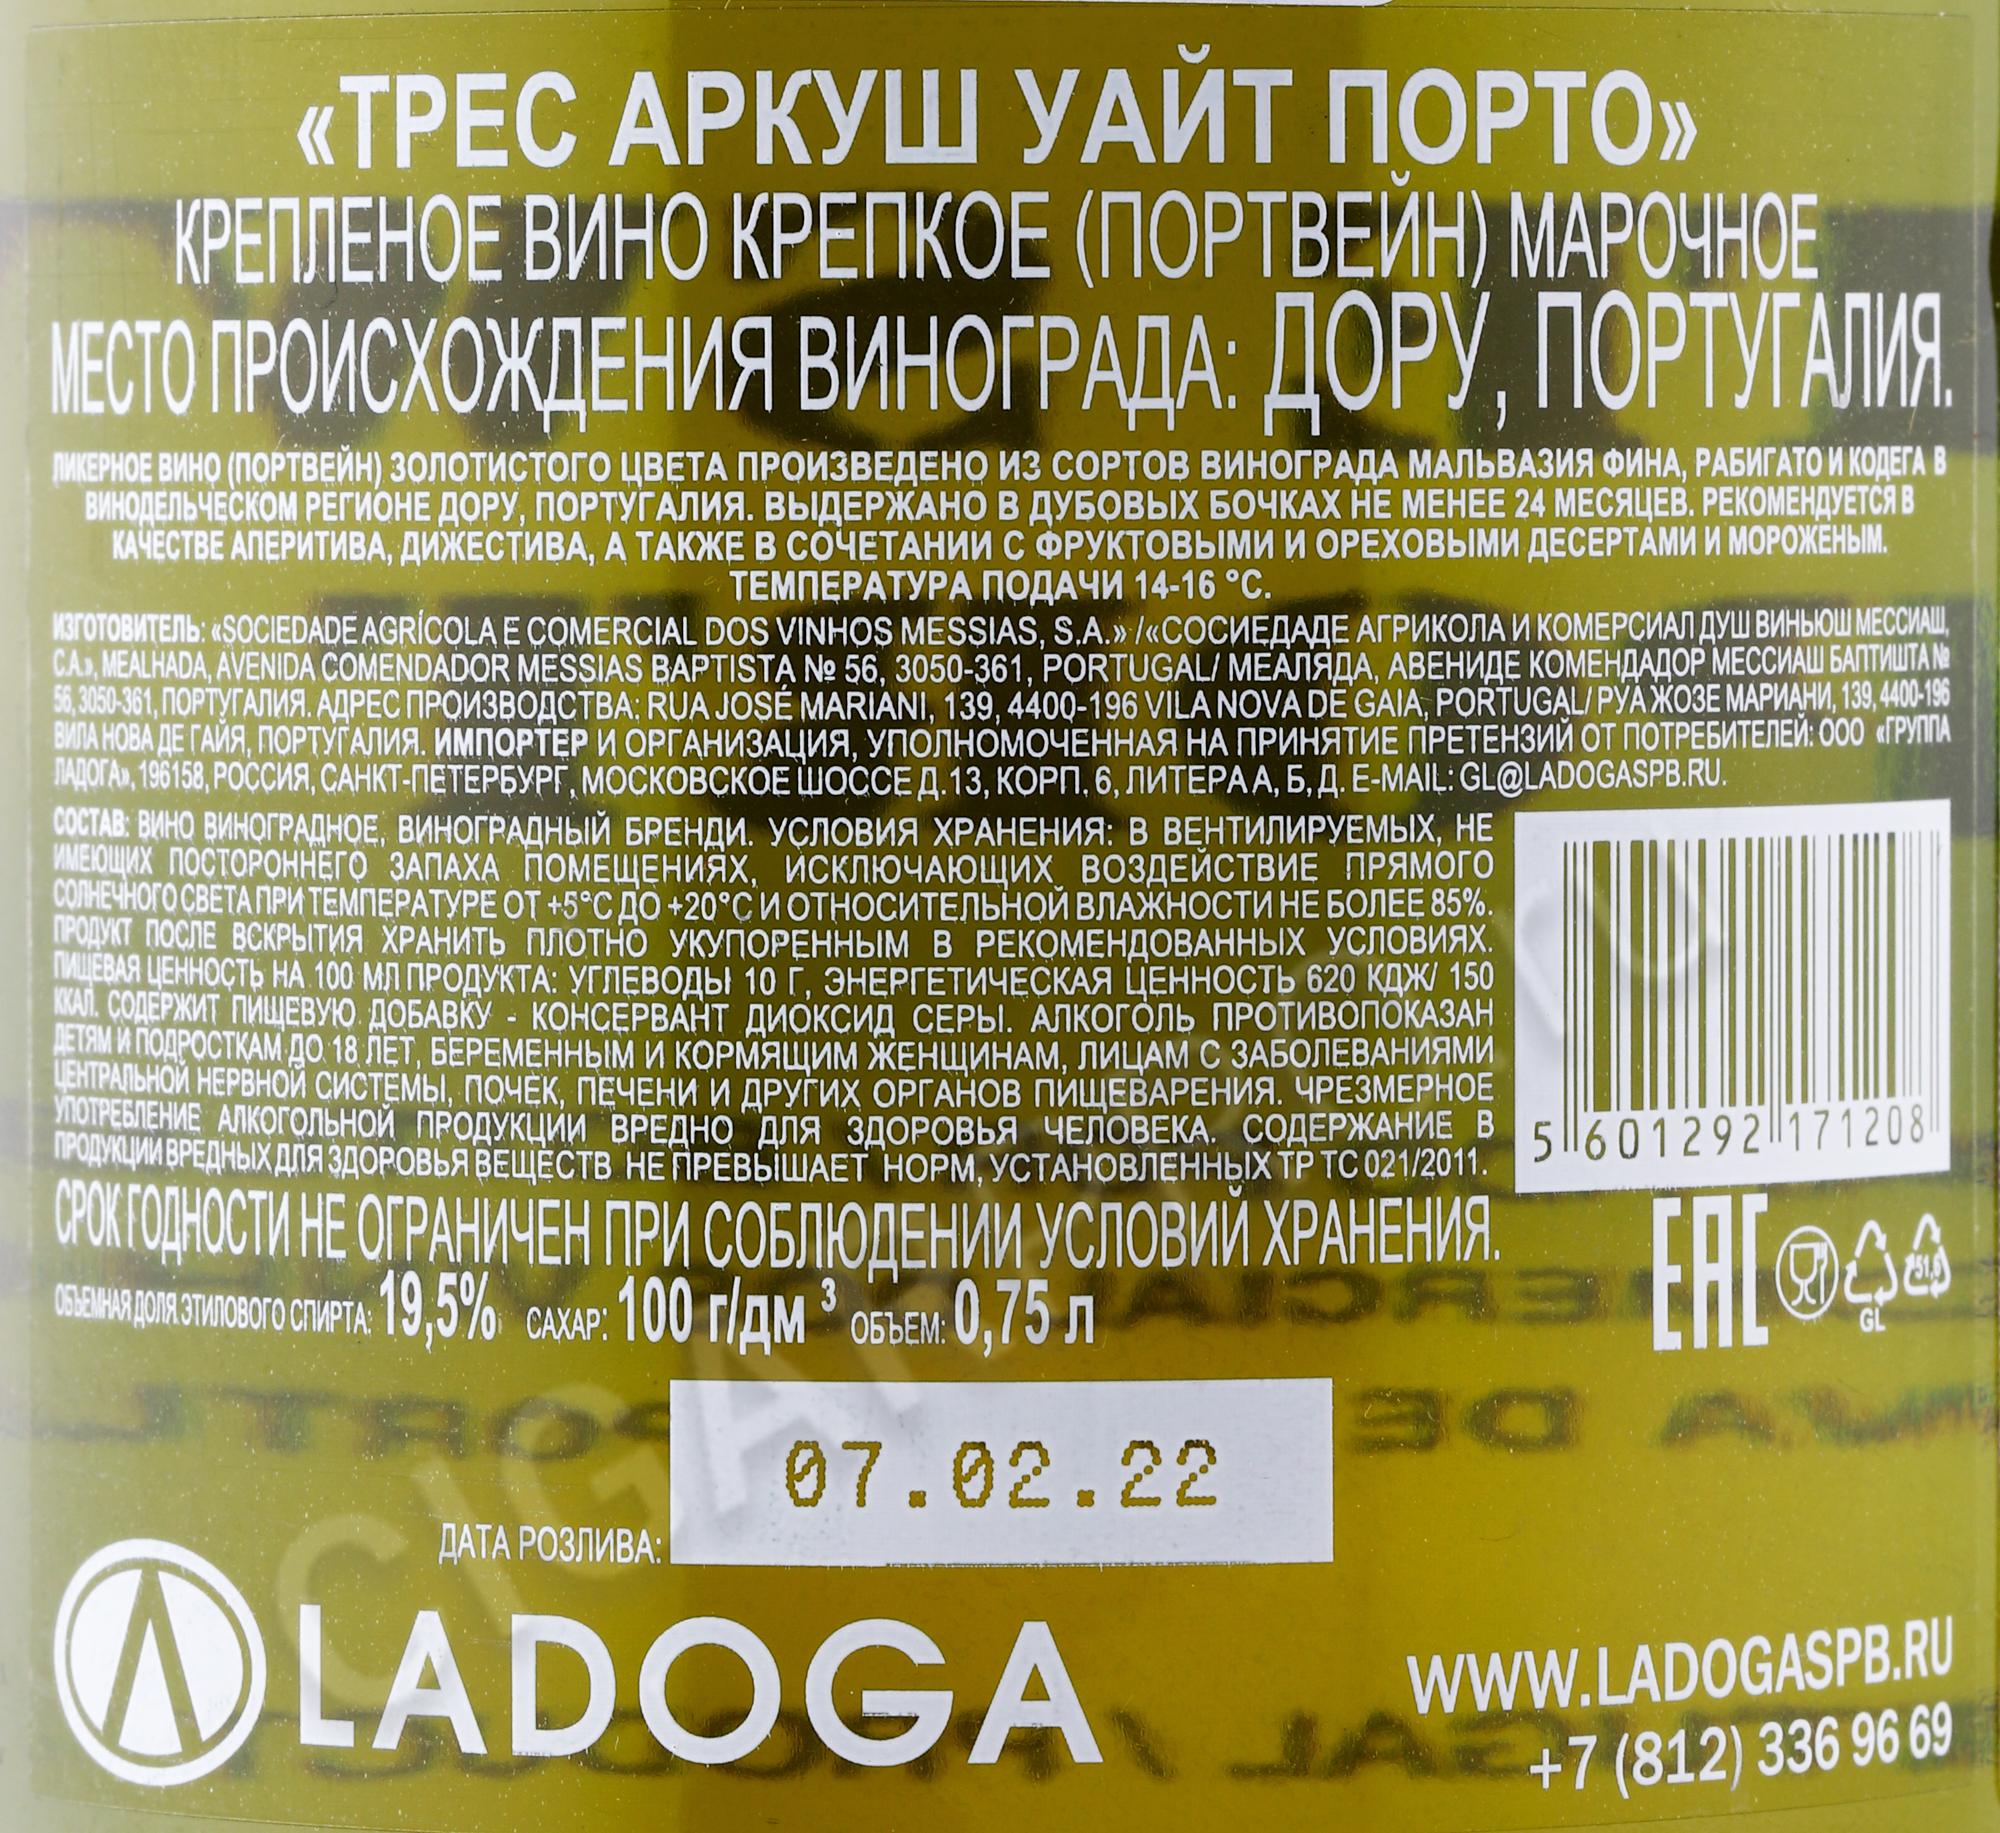 «ТРЕС АРКУШ УАЙТ ПОРТО»
КРЕПЛЕНОЕ ВИНО КРЕПКОЕ (ПОРТВЕЙН) МАРОЧНОЕ
МЕСТО ПРОИСХОЖДЕНИЯ ВИНОГРАДА: ДОРУ, ПОРТУГАЛИЯ.
ЛИКЕРНОЕ ВИНО (ПОРТВЕЙН) ЗОЛОТИСТОГО ЦВЕТА ПРОИЗВЕДЕНО ИЗ СОРТОВ ВИНОГРАДА МАЛЬВАЗИЯ ФИНА, РАБИГАТО И КОДЕГА В
ВИНОДЕЛЬЧЕСКОМ РЕГИОНЕ ДОРУ, ПОРТУГАЛИЯ. ВЫДЕРЖАНО В ДУБОВЫХ БОЧКАХ НЕ МЕНЕЕ 24 МЕСЯЦЕВ. РЕКОМЕНДУЕТСЯ В
КАЧЕСТВЕ АПЕРИТИВА, ДИЖЕСТИВА, А ТАКЖЕ В СОЧЕТАНИИ С ФРУКТОВЫМИ И ОРЕХОВЫМИ ДЕСЕРТАМИ И МОРОЖЕНЫМ.
ТЕМПЕРАТУРА ПОДАЧИ 14-16 °С.
ИЗГОТОВИТЕЛЬ: «SOCIEDADE AGRÍCOLA E COMERCIAL DOS VINHOS MESSIAS, S.A.» /«СОСИЕДАДЕ АГРИКОЛА И КОМЕРСИАЛ ДУШ ВИНЬЮШ МЕССИАШ,
С.А.», MEALHADA, AVENIDA COMENDADOR MESSIAS BAPTISTA № 56, 3050-361, PORTUGAL/ МЕАЛЯДА, АВЕНИДЕ КОМЕНДАДОР МЕССИАШ БАПТИШТА №
56, 3050-361, ПОРТУГАЛИЯ. АДРЕС ПРОИЗВОДСТВА: RUA JOSÉ MARIANI, 139, 4400-196 VILA NOVA DE GAIA, PORTUGAL/ РУА ЖОЗЕ МАРИАНИ, 139, 4400-196
ВИЛА НОВА ДЕ ГАЙЯ, ПОРТУГАЛИЯ. ИМПОРТЕР И ОРГАНИЗАЦИЯ, УПОЛНОМОЧЕННАЯ НА ПРИНЯТИЕ ПРЕТЕНЗИЙ ОТ ПОТРЕБИТЕЛЕЙ: ООО «ГРУППА
ЛАДОГА», 196158, РОССИЯ, САНКТ-ПЕТЕРБУРГ, МОСКОВСКОЕ ШОССЕ Д.13, КОРП. 6, ЛИТЕРА А, Б, Д. E-MAIL: GL@LADOGASPB.RU.
СОСТАВ: ВИНО ВИНОГРАДНОЕ, ВИНОГРАДНЫЙ БРЕНДИ. УСЛОВИЯ ХРАНЕНИЯ: В ВЕНТИЛИРУЕМЫХ, НЕ
ИМЕЮЩИХ ПОСТОРОННЕГО ЗАПАХА ПОМЕЩЕНИЯХ, ИСКЛЮЧАЮЩИХ ВОЗДЕЙСТВИЕ ПРЯМОГО
СОЛНЕЧНОГО СВЕТА ПРИ ТЕМПЕРАТУРЕ ОТ +5°С ДО +20°С И ОТНОСИТЕЛЬНОЙ ВЛАЖНОСТИ НЕ БОЛЕЕ 85%.
ПРОДУКТ ПОСЛЕ ВСКРЫТИЯ ХРАНИТЬ ПЛОТНО УКУПОРЕННЫМ В РЕКОМЕНДОВАННЫХ УСЛОВИЯХ.
ПИЩЕВАЯ ЦЕННОСТЬ НА 100 МЛ ПРОДУКТА: УГЛЕВОДЫ 10 Г, ЭНЕРГЕТИЧЕСКАЯ ЦЕННОСТЬ 620 КДЖ/ 150
ККАЛ. СОДЕРЖИТ ПИЩЕВУЮ ДОБАВКУ - КОНСЕРВАНТ ДИОКСИД СЕРЫ. АЛКОГОЛЬ ПРОТИВОПОКАЗАН
ДЕТЯМ И ПОДРОСТКАМ ДО 18 ЛЕТ, БЕРЕМЕННЫМ И КОРМЯЩИМ ЖЕНЩИНАМ, ЛИЦАМ С ЗАБОЛЕВАНИЯМИ
ЦЕНТРАЛЬНОЙ НЕРВНОЙ СИСТЕМЫ, ПОЧЕК, ПЕЧЕНИ И ДРУГИХ ОРГАНОВ ПИЩЕВАРЕНИЯ. ЧРЕЗМЕРНОЕ
УПОТРЕБЛЕНИЕ АЛКОГОЛЬНОЙ ПРОДУКЦИИ ВРЕДНО ДЛЯ ЗДОРОВЬЯ ЧЕЛОВЕКА. СОДЕРЖАНИЕ В
ПРОДУКЦИИ ВРЕДНЫХ ДЛЯ ЗДОРОВЬЯ ВЕЩЕСТВ НЕ ПРЕВЫШАЕТ НОРМ, УСТАНОВЛЕННЫХ ТР ТС 021/2011.
5 601292 171208
СРОК ГОДНОСТИ НЕ ОГРАНИЧЕН ПРИ СОБЛЮДЕНИИ УСЛОВИЙ ХРАНЕНИЯ.
ОБЪЕМНАЯ ДОЛЯ ЭТИЛОВОГО СПИРТА: 19,5% САХАР: 100 г/дм³ ОБЪЕМ: 0,75 л
EAC
GL
ДАТА РОЗЛИВА: 07.02.22
LADOGA
WWW.LADOGASPB.RU
+7 (812) 336 96 69